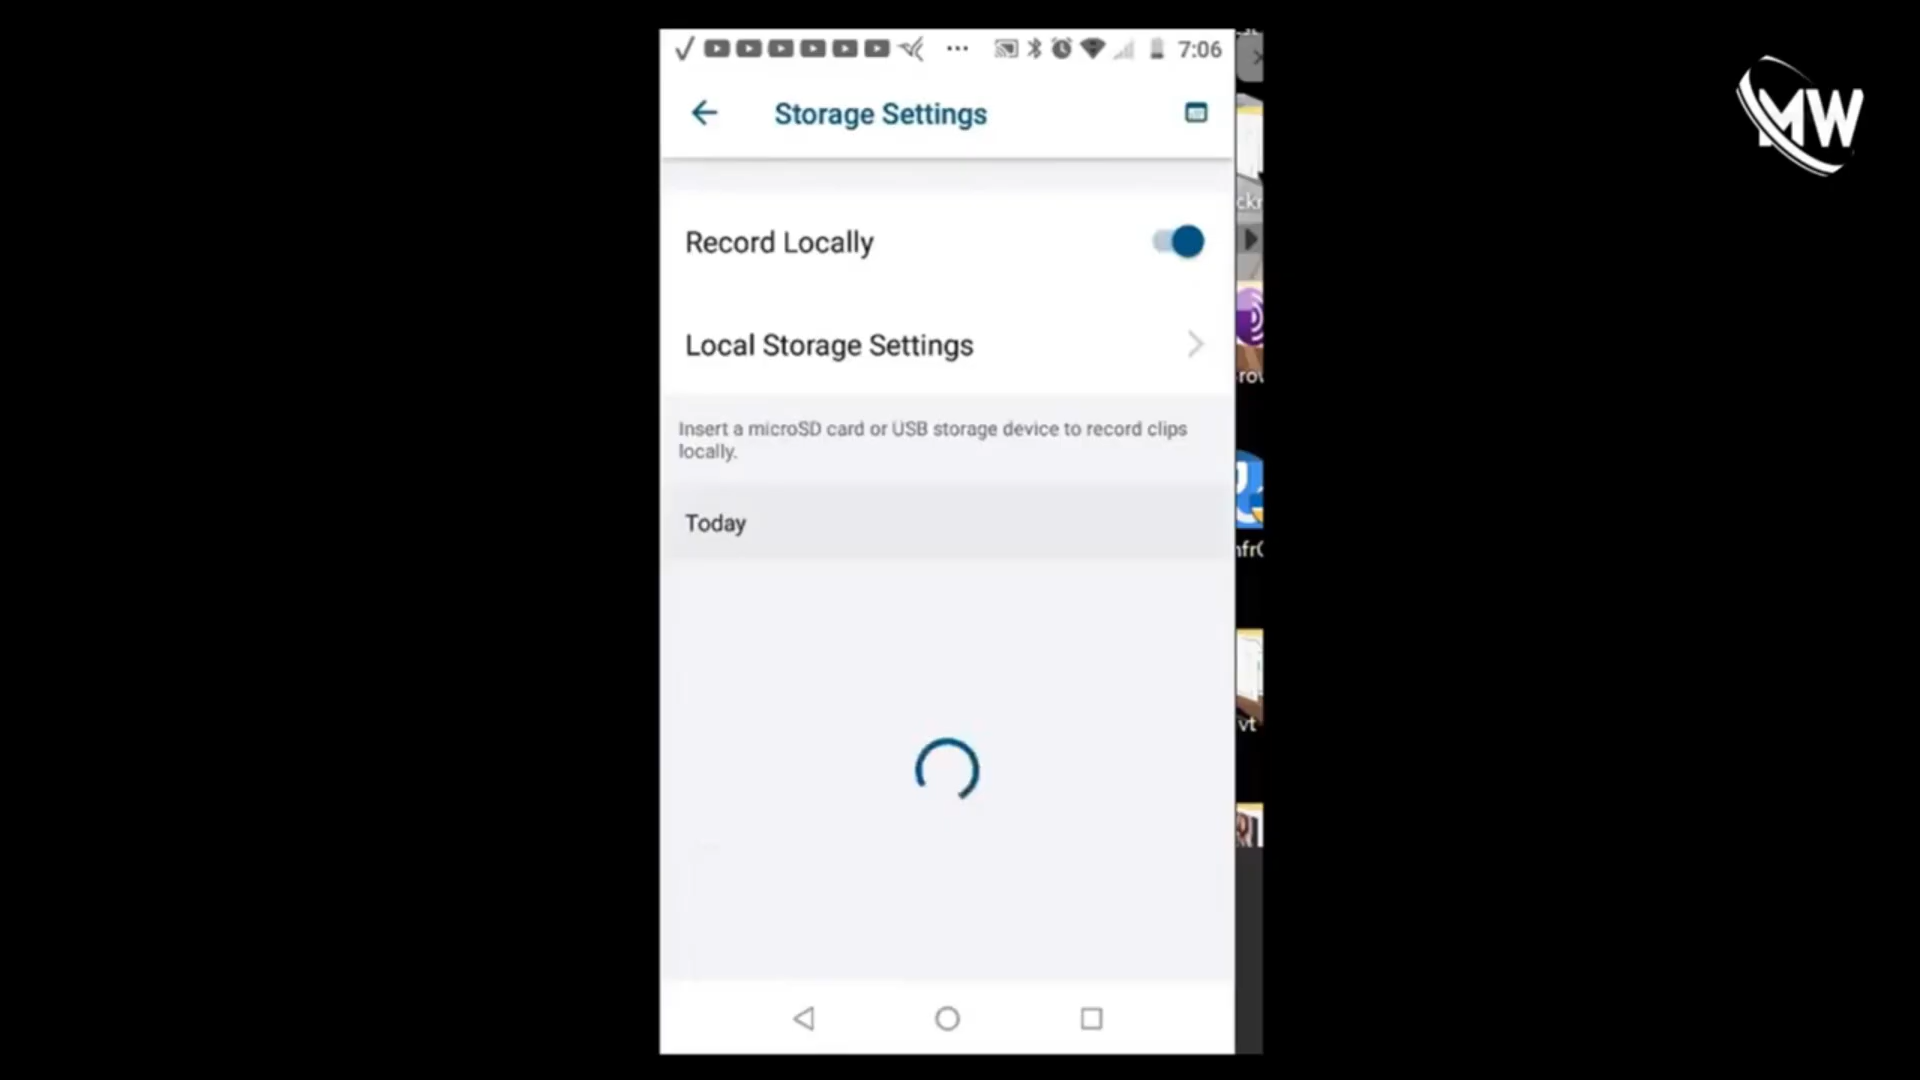 7:06
MW
Storage Settings
Record Locally
Local Storage Settings
Insert a microSD card or USB storage device to record clips
locally.
Today
vt